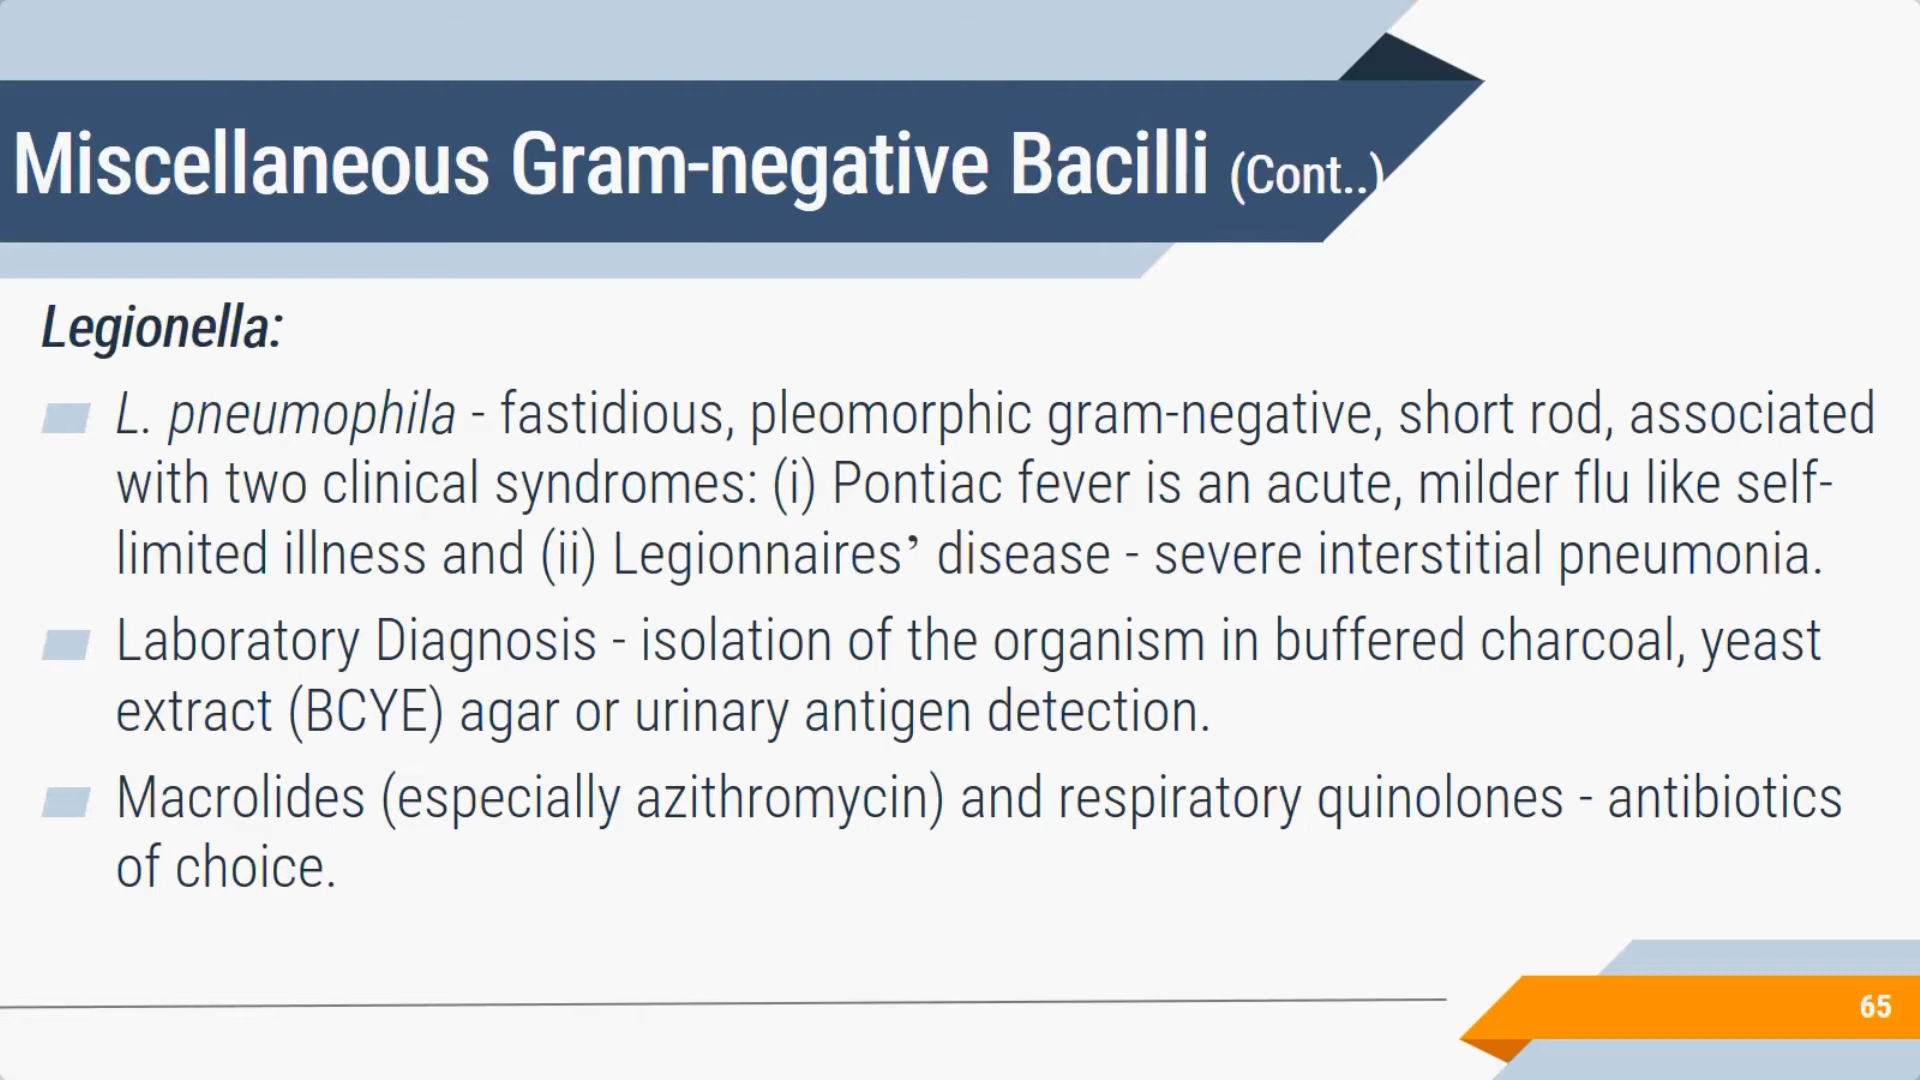 Miscellaneous Gram-negative Bacilli (Cont..)
Legionella:
L. pneumophila - fastidious, pleomorphic gram-negative, short rod, associated
with two clinical syndromes: (i) Pontiac fever is an acute, milder flu like self-
limited illness and (ii) Legionnaires’ disease - severe interstitial pneumonia.
Laboratory Diagnosis - isolation of the organism in buffered charcoal, yeast
extract (BCYE) agar or urinary antigen detection.
Macrolides (especially azithromycin) and respiratory quinolones - antibiotics
of choice.
65